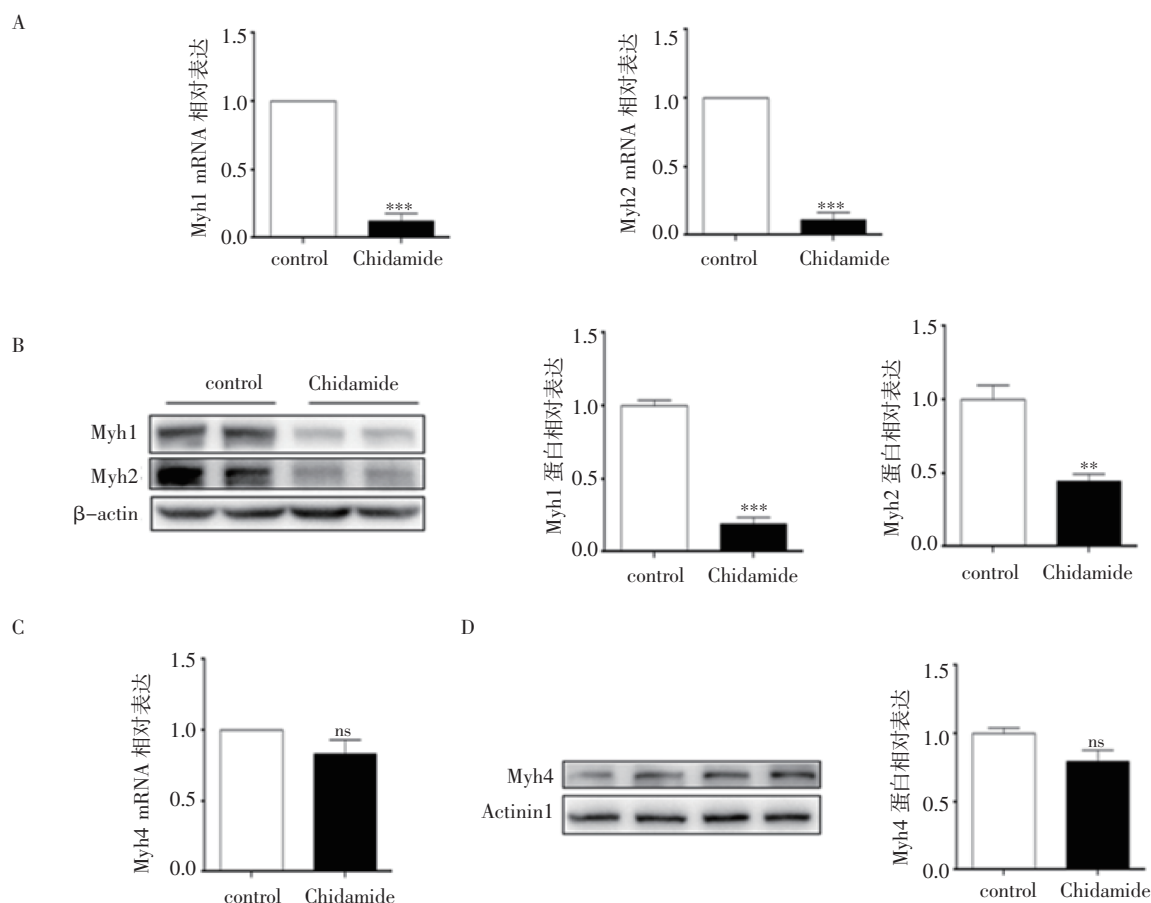 A
Myh1 mRNA 相对表达
1.5
1.0
0.5
0.0
***
control
Chidamide
Myh2 mRNA 相对表达
1.5
1.0
0.5
0.0
***
control
Chidamide
B
control
Chidamide
Myh1
Myh2
β-actin
Myh1 蛋白相对表达
1.5
1.0
0.5
0.0
***
control
Chidamide
Myh2 蛋白相对表达
1.5
1.0
0.5
0.0
**
control
Chidamide
C
Myh4 mRNA 相对表达
1.5
1.0
0.5
0.0
ns
control
Chidamide
D
Myh4
Actinin1
Myh4 蛋白相对表达
1.5
1.0
0.5
0.0
ns
control
Chidamide